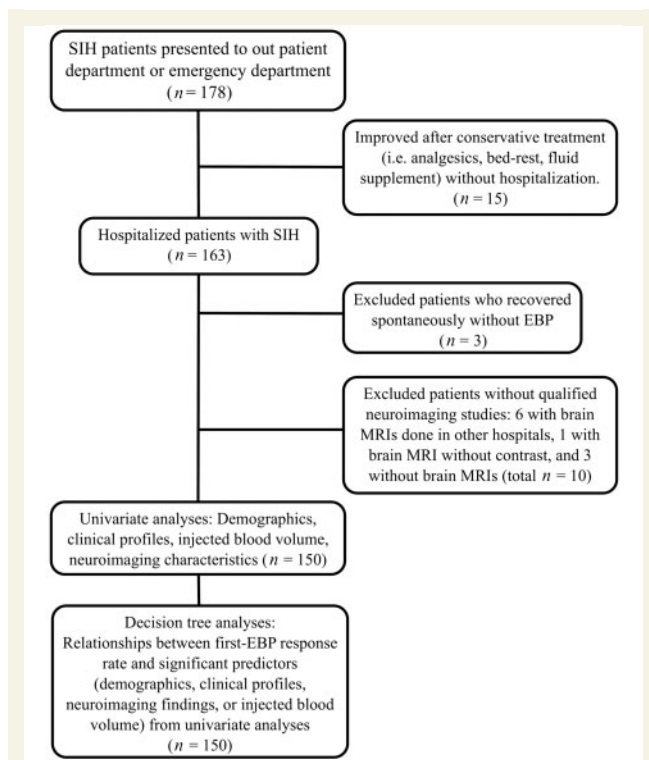 SIH patients presented to out patient
department or emergency department
(n = 178)
Improved after conservative treatment
(i.e. analgesics, bed-rest, fluid
supplement) without hospitalization.
(n = 15)
Hospitalized patients with SIH
(n = 163)
Excluded patients who recovered
spontaneously without EBP
(n = 3)
Excluded patients without qualified
neuroimaging studies: 6 with brain
MRIs done in other hospitals, 1 with
brain MRI without contrast, and 3
without brain MRIs (total n = 10)
Univariate analyses: Demographics,
clinical profiles, injected blood volume,
neuroimaging characteristics (n = 150)
Decision tree analyses:
Relationships between first-EBP response
rate and significant predictors
(demographics, clinical profiles,
neuroimaging findings, or injected blood
volume) from univariate analyses
(n = 150)